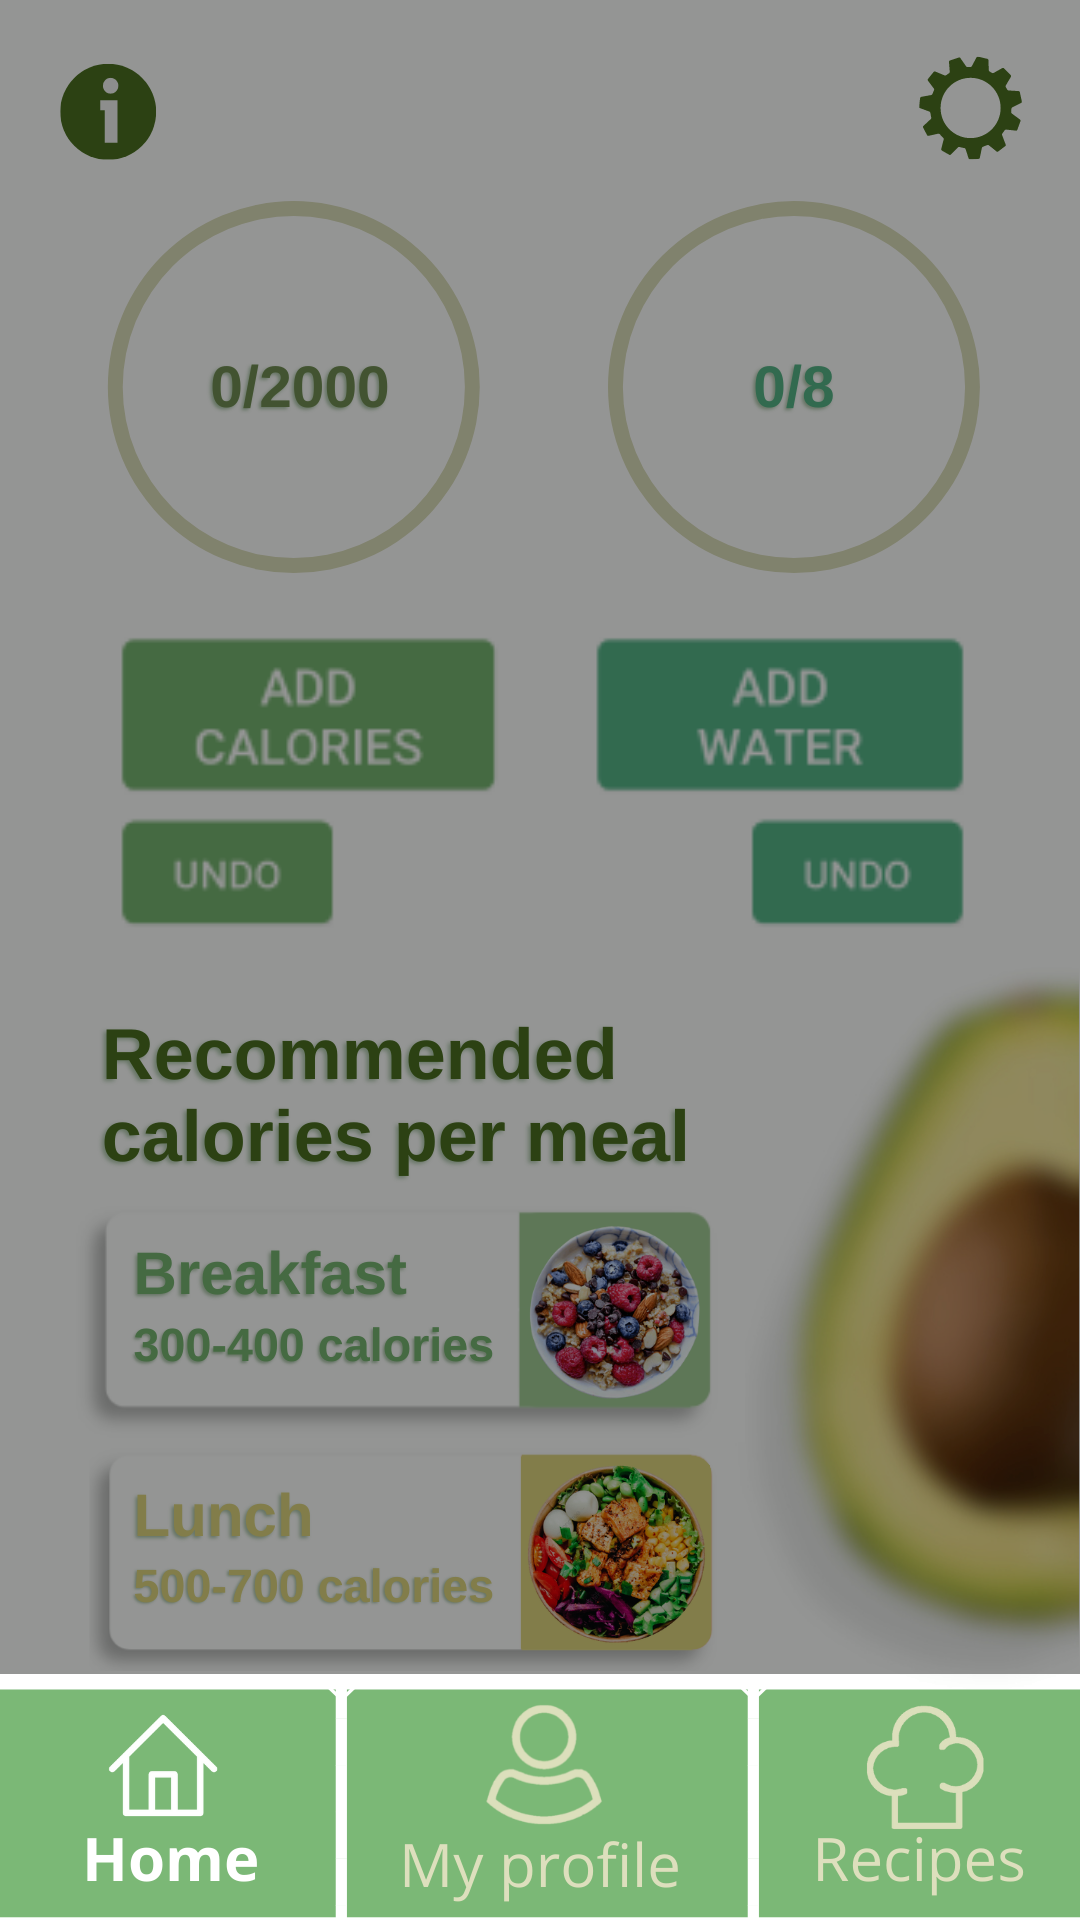 i
0/2000
0/8
ADD
CALORIES
ADD
WATER
UNDO
UNDO
Recommended
calories per meal
Breakfast
300-400 calories
Lunch
500-700 calories
Home
My profile
Recipes